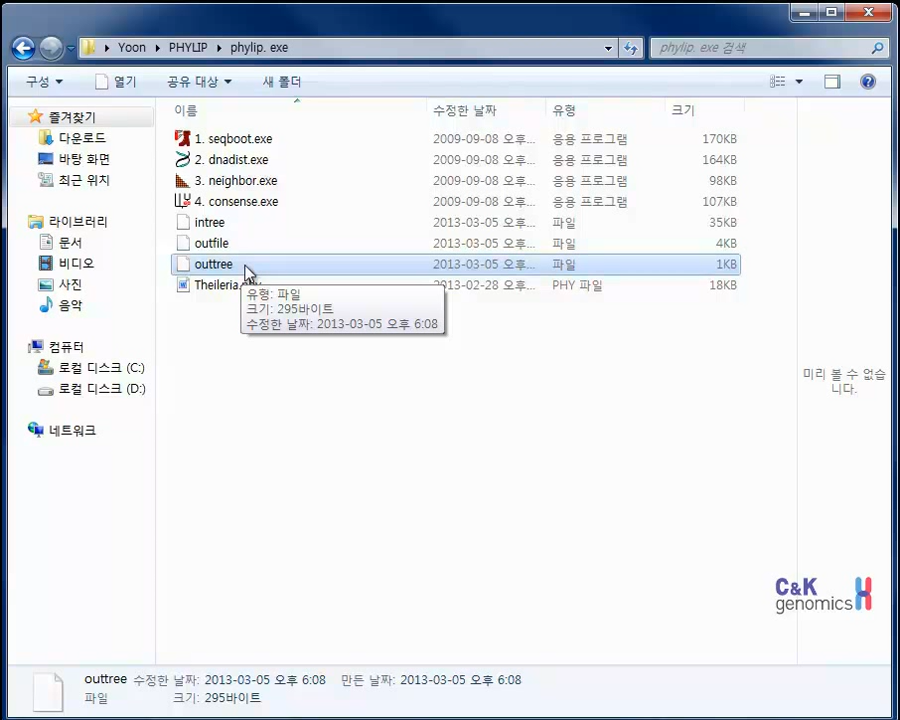 Yoon ▸ PHYLIP ▸ phylip. exe
phylip. exe 검색
구성 열기 공유 대상 새 폴더
즐겨찾기
다운로드
바탕 화면
최근 위치
라이브러리
문서
비디오
사진
음악
컴퓨터
로컬 디스크 (C:)
로컬 디스크 (D:)
네트워크
이름 수정한 날짜 유형 크기
1. seqboot.exe 2009-09-08 오후... 응용 프로그램 170KB
2. dnadist.exe 2009-09-08 오후... 응용 프로그램 164KB
3. neighbor.exe 2009-09-08 오후... 응용 프로그램 98KB
4. consense.exe 2009-09-08 오후... 응용 프로그램 107KB
intree 2013-03-05 오후... 파일 35KB
outfile 2013-03-05 오후... 파일 4KB
outtree 2013-03-05 오후... 파일 1KB
Theileria 2013-02-28 오후... PHY 파일 18KB
유형: 파일
크기: 295바이트
수정한 날짜: 2013-03-05 오후 6:08
미리 볼 수 없습
니다.
C&K
genomics
outtree 수정한 날짜: 2013-03-05 오후 6:08 만든 날짜: 2013-03-05 오후 6:08
파일 크기: 295바이트